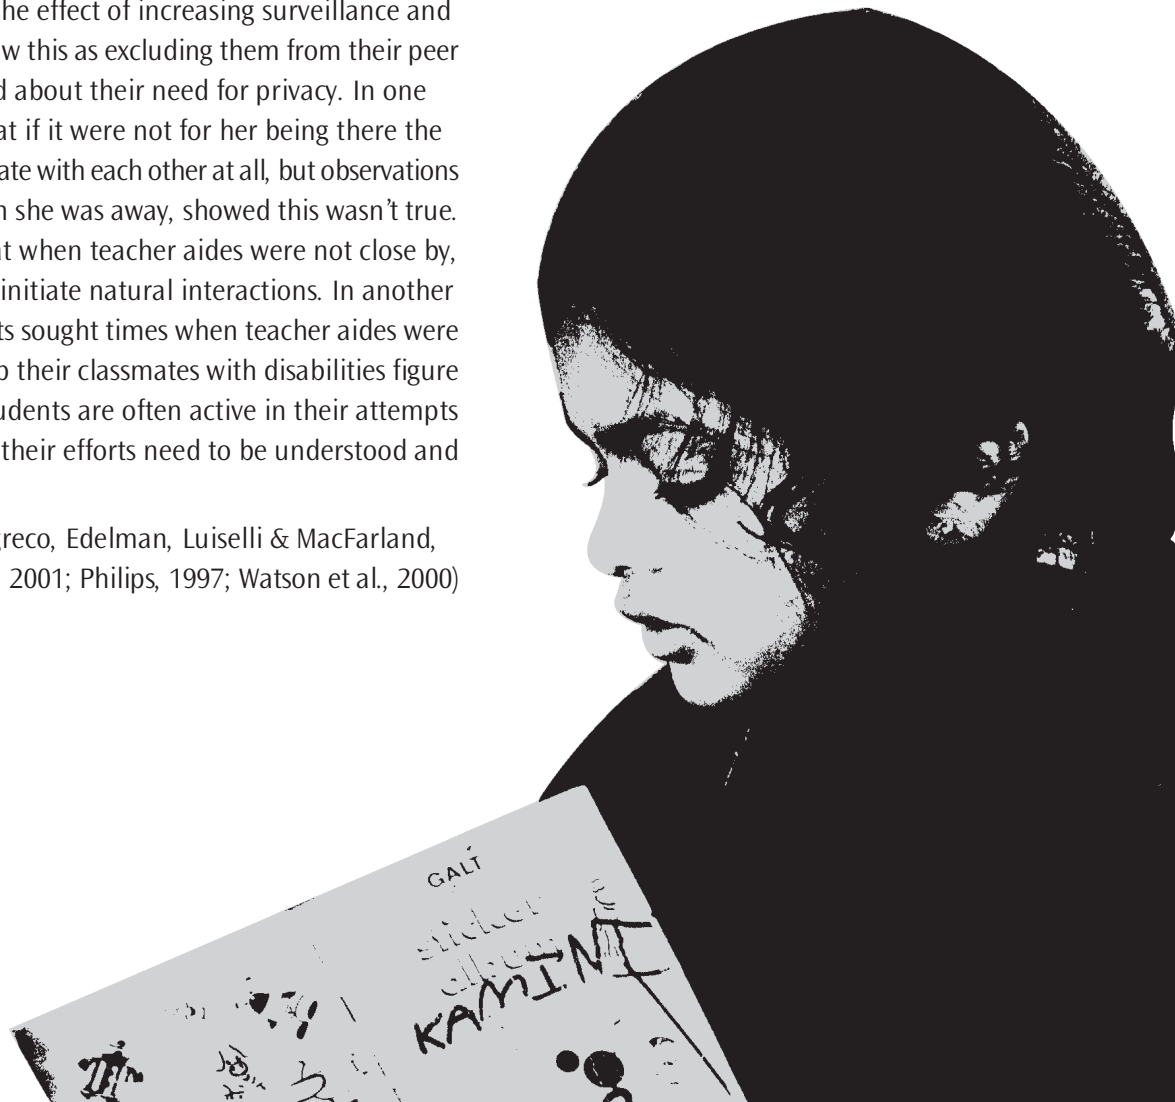 he effect of increasing surveillance and
w this as excluding them from their peer
d about their need for privacy. In one
at if it were not for her being there the
ate with each other at all, but observations
n she was away, showed this wasn't true.
at when teacher aides were not close by,
initiate natural interactions. In another
ts sought times when teacher aides were
p their classmates with disabilities figure
udents are often active in their attempts
their efforts need to be understood and
greco, Edelman, Luiselli & MacFarland,
2001; Philips, 1997; Watson et al., 2000)
GALT
sticker
album
KAMINI